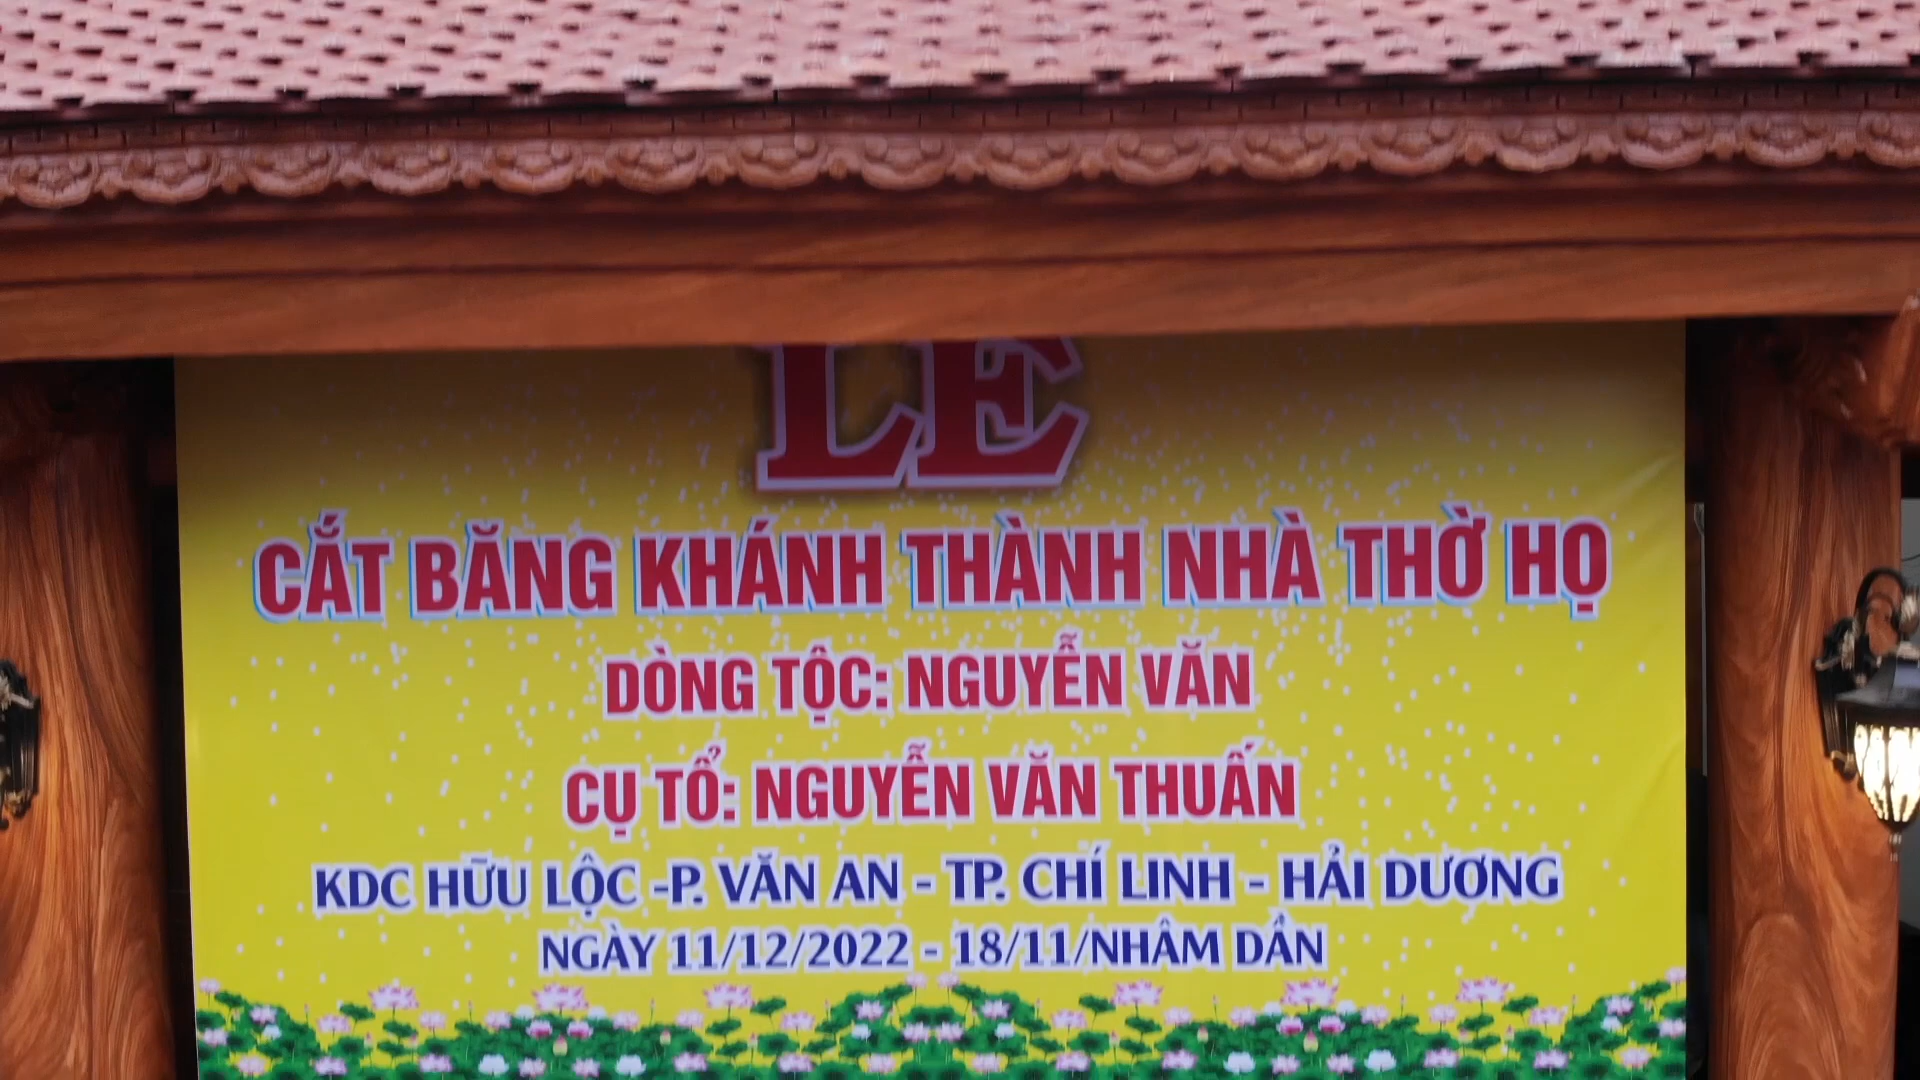 LỄ
CẮT BĂNG KHÁNH THÀNH NHÀ THỜ HỌ
DÒNG TỘC: NGUYỄN VĂN
CỤ TỔ: NGUYỄN VĂN THUẤN
KDC HỮU LỘC -P. VĂN AN - TP. CHÍ LINH - HẢI DƯƠNG
NGÀY 11/12/2022 - 18/11/NHÂM DẦN